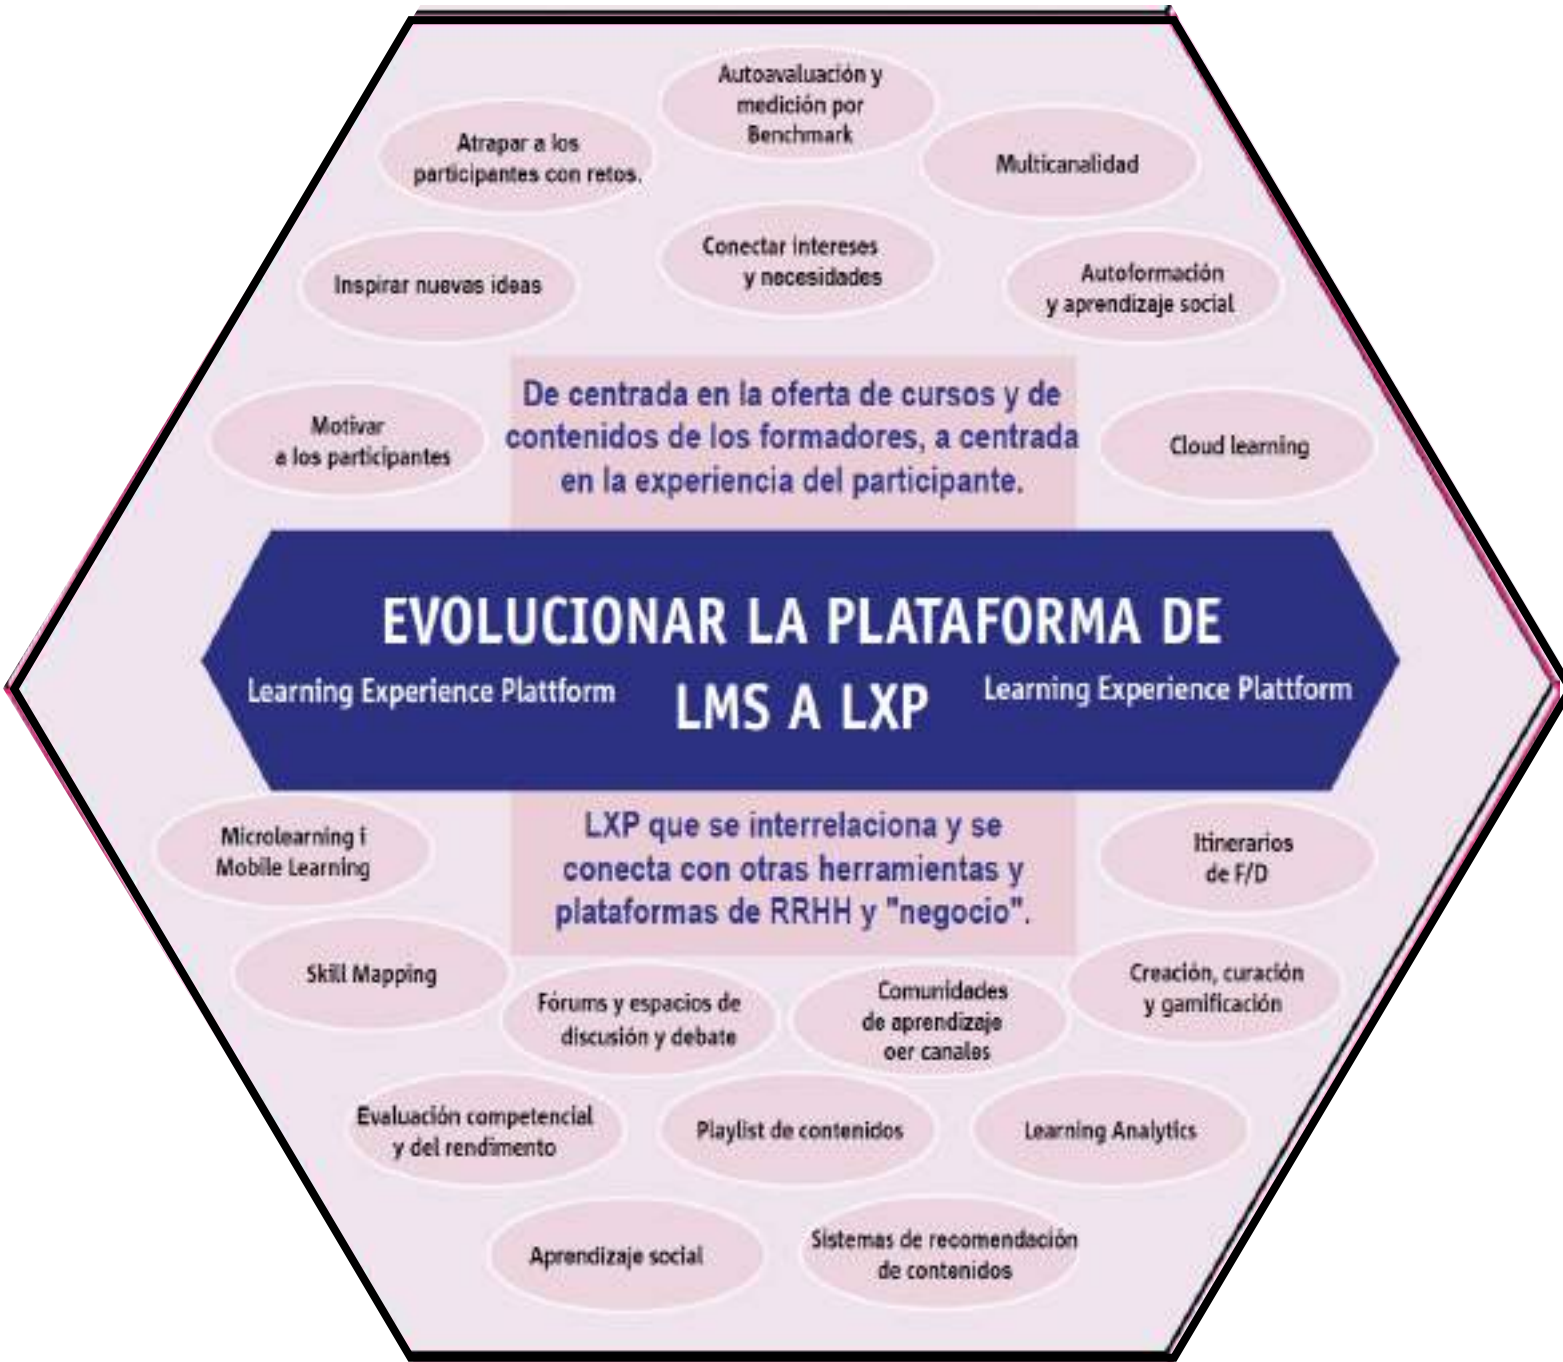 Autoavaluación y
medición por
Benchmark
Atrapar a los
participantes con retos.
Multicanalidad
Conectar intereses
y necesidades
Inspirar nuevas ideas
Autoformación
y aprendizaje social
De centrada en la oferta de cursos y de
contenidos de los formadores, a centrada
en la experiencia del participante.
Motivar
a los participantes
Cloud learning
EVOLUCIONAR LA PLATAFORMA DE
LMS A LXP
Learning Experience Plattform
Learning Experience Plattform
LXP que se interrelaciona y se
conecta con otras herramientas y
plataformas de RRHH y "negocio".
Microlearning i
Mobile Learning
Itinerarios
de F/D
Skill Mapping
Fórums y espacios de
discusión y debate
Comunidades
de aprendizaje
oer canales
Creación, curación
y gamificación
Evaluación competencial
y del rendimento
Playlist de contenidos
Learning Analytics
Aprendizaje social
Sistemas de recomendación
de contenidos